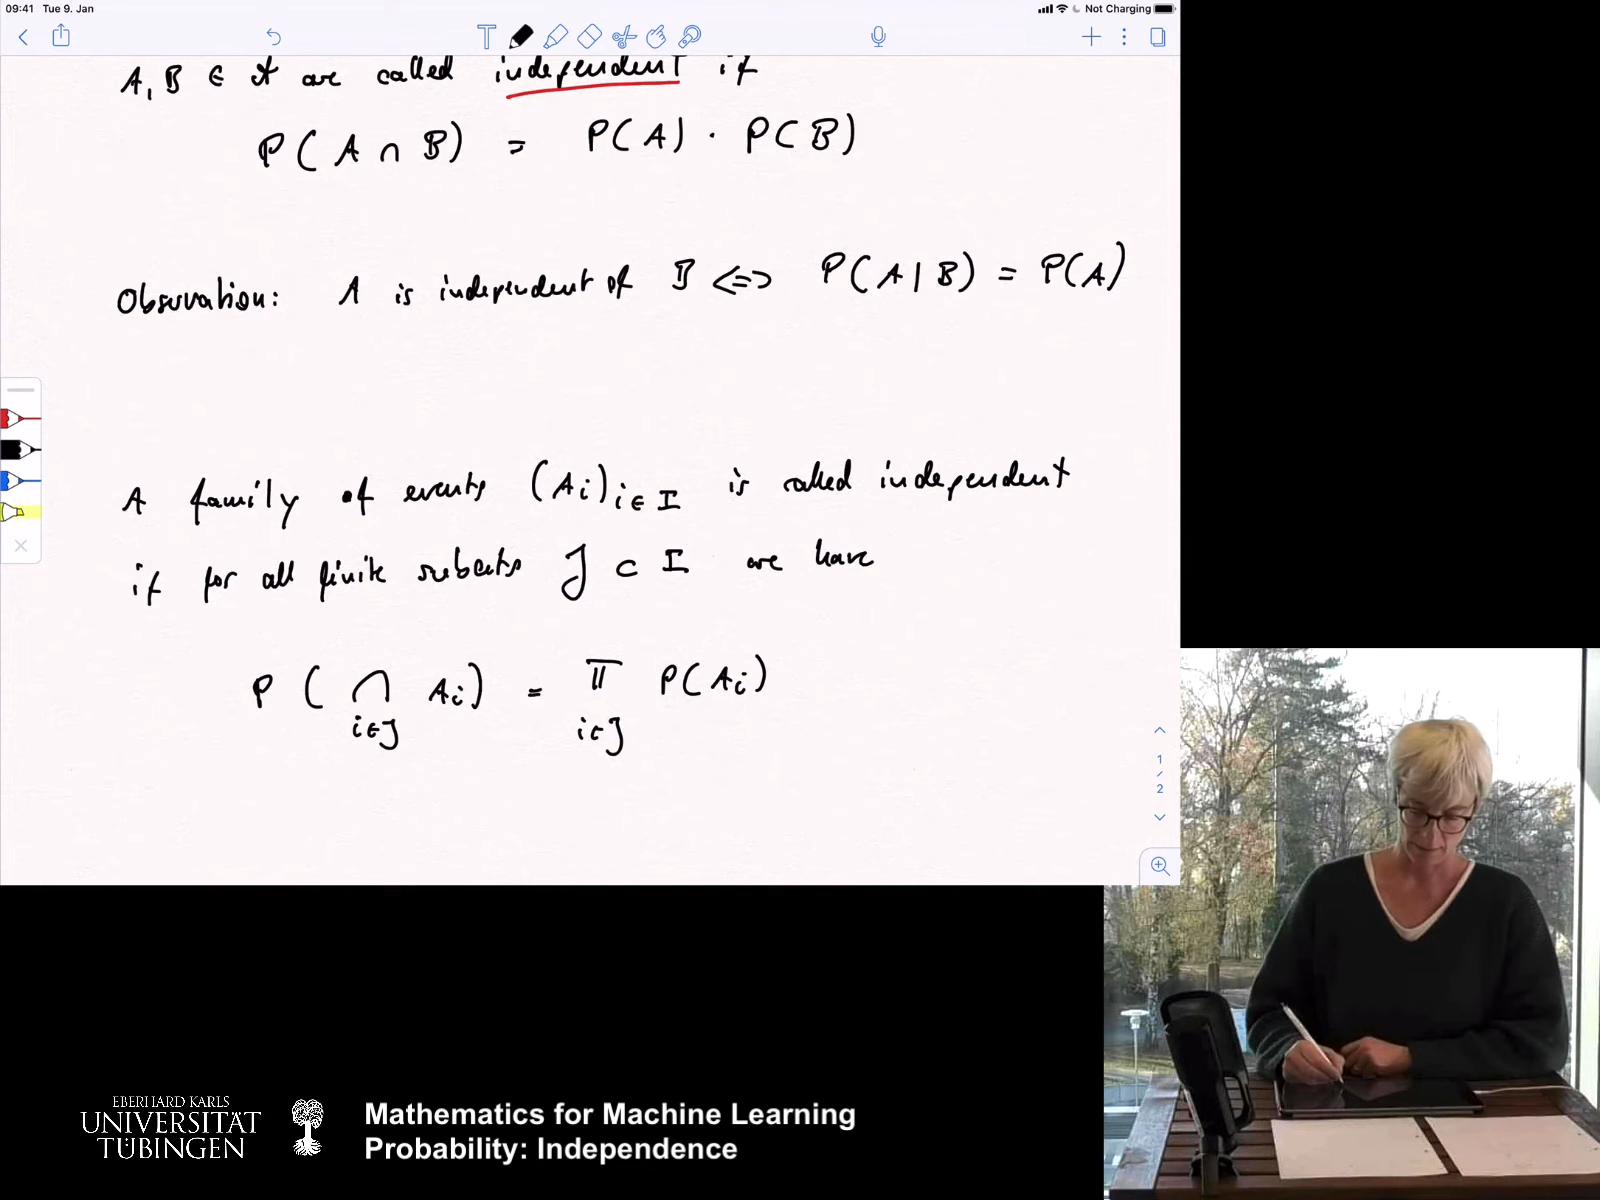 09:41 Tue 9. Jan
Not Charging
A, B ∈ 𝒜 are called independent if
P(A ∩ B) = P(A) · P(B)
Observation: A is independent of B ⟺ P(A | B) = P(A)
A family of events (Ai)i∈I is called independent
if for all finite subsets J ⊂ I we have
P ( ∩ Ai) = ∏ P(Ai)
i∈J i∈J
1
/
2
EBERHARD KARLS
UNIVERSITÄT
TÜBINGEN
Mathematics for Machine Learning
Probability: Independence